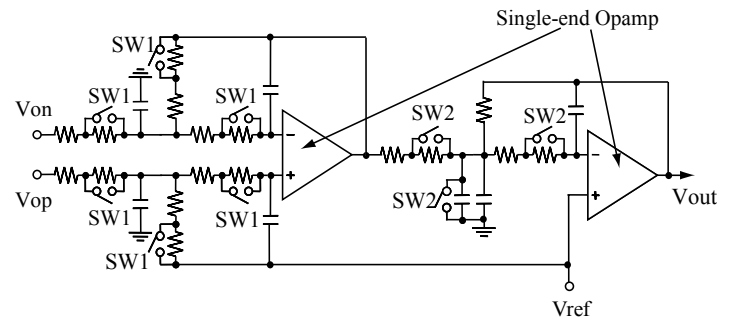 Single-end Opamp
SW1
Von
SW1
SW1
SW2
SW2
Vop
SW1
SW1
SW2
Vout
SW1
Vref
−
+
−
+